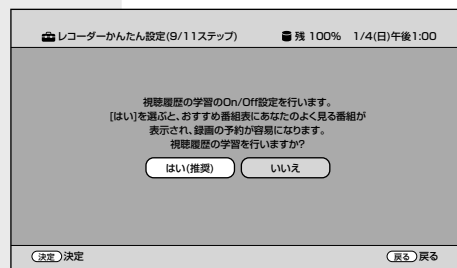 レコーダーかんたん設定(9/11ステップ) 残 100% 1/4(日)午後1:00
視聴履歴の学習のOn/Off設定を行います。
[はい]を選ぶと、おすすめ番組表にあなたのよく見る番組が
表示され、録画の予約が容易になります。
視聴履歴の学習を行いますか?
はい(推奨) いいえ
決定 決定 戻る 戻る